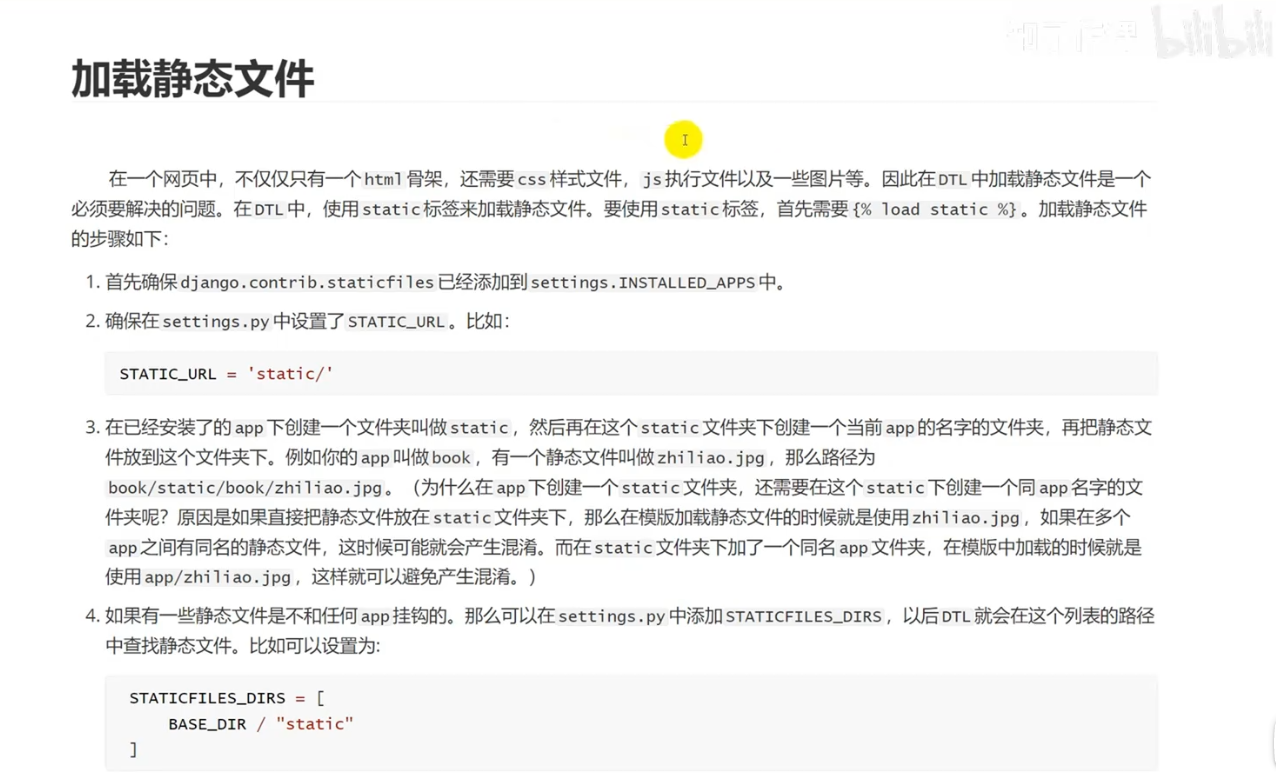 bilibili
加载静态文件
在一个网页中，不仅仅只有一个html骨架，还需要css样式文件，js执行文件以及一些图片等。因此在DTL中加载静态文件是一个
必须要解决的问题。在DTL中，使用static标签来加载静态文件。要使用static标签，首先需要{% load static %}。加载静态文件
的步骤如下：
1. 首先确保django.contrib.staticfiles已经添加到settings.INSTALLED_APPS中。
2. 确保在settings.py中设置了STATIC_URL。比如：
STATIC_URL = 'static/'
3. 在已经安装了的app下创建一个文件夹叫做static，然后再在这个static文件夹下创建一个当前app的名字的文件夹，再把静态文
件放到这个文件夹下。例如你的app叫做book，有一个静态文件叫做zhiliao.jpg，那么路径为
book/static/book/zhiliao.jpg。（为什么在app下创建一个static文件夹，还需要在这个static下创建一个同app名字的文
件夹呢？原因是如果直接把静态文件放在static文件夹下，那么在模版加载静态文件的时候就是使用zhiliao.jpg，如果在多个
app之间有同名的静态文件，这时候可能就会产生混淆。而在static文件夹下加了一个同名app文件夹，在模版中加载的时候就是
使用app/zhiliao.jpg，这样就可以避免产生混淆。）
4. 如果有一些静态文件是不和任何app挂钩的。那么可以在settings.py中添加STATICFILES_DIRS，以后DTL就会在这个列表的路径
中查找静态文件。比如可以设置为:
STATICFILES_DIRS = [
BASE_DIR / "static"
]